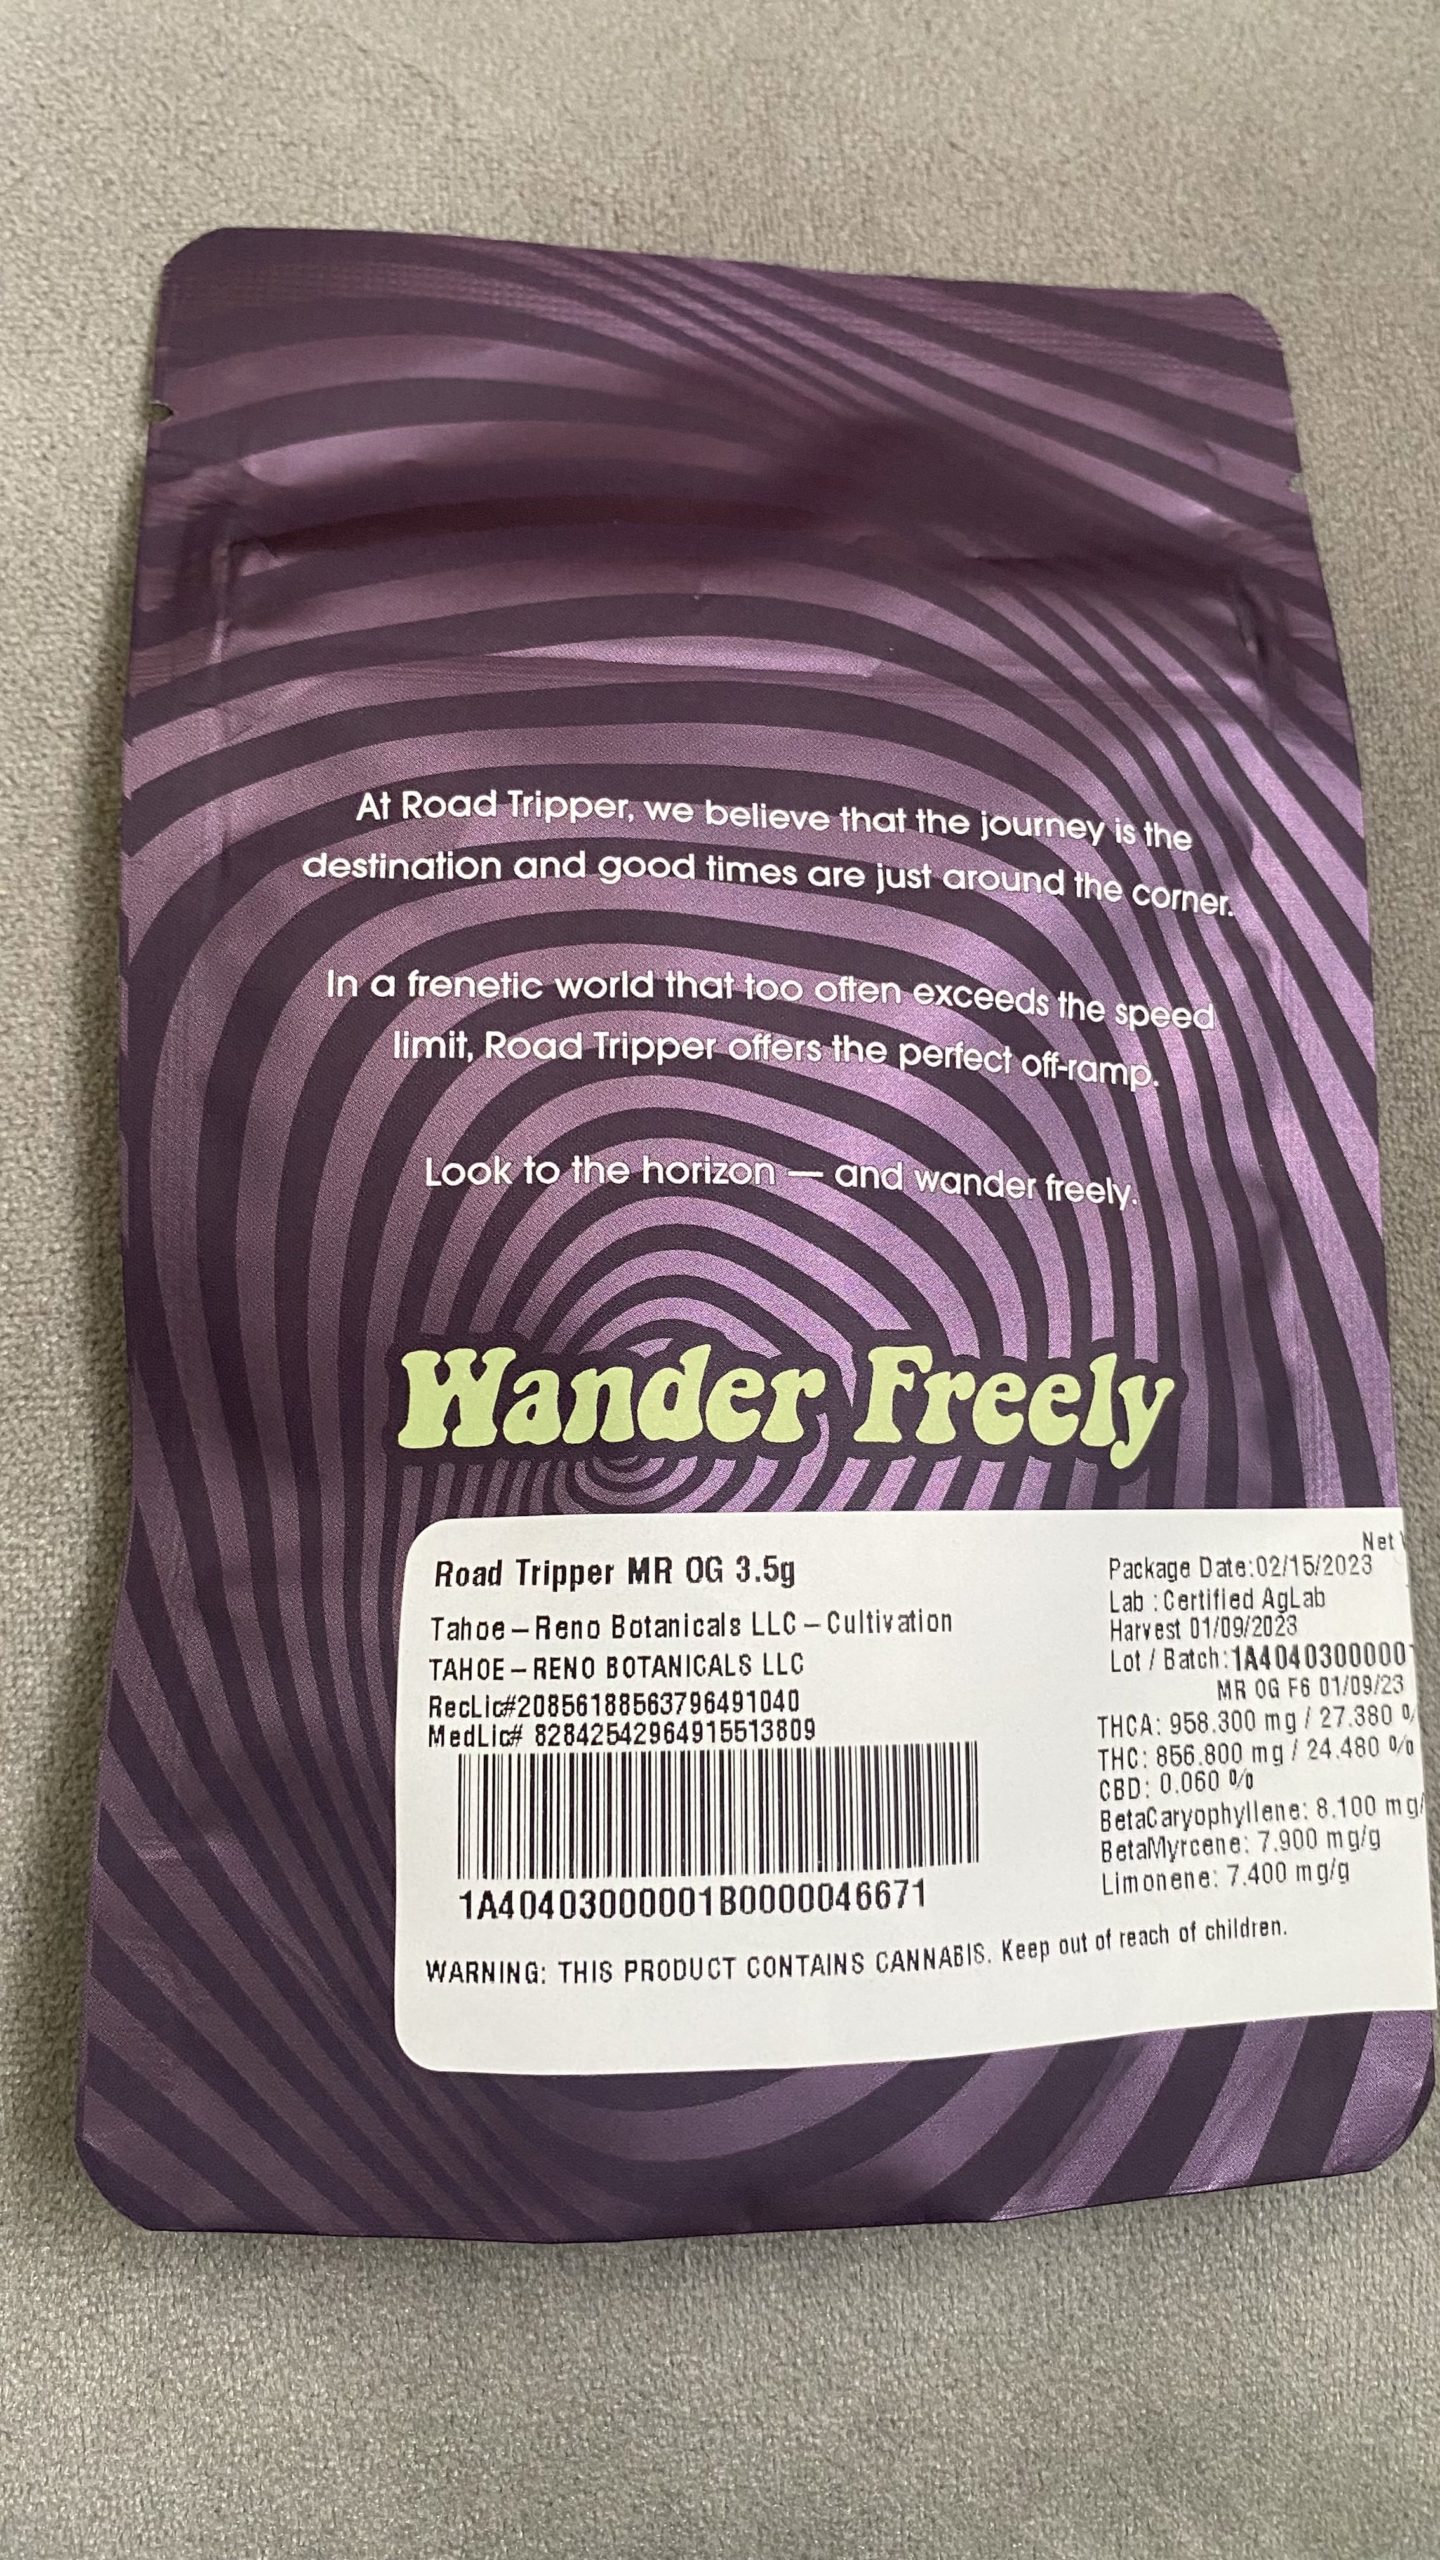 At Road Tripper, we believe that the journey is the
destination and good times are just around the corner.
In a frenetic world that too often exceeds the speed
limit, Road Tripper offers the perfect off-ramp.
Look to the horizon — and wander freely.
Wander Freely
Road Tripper MR OG 3.5g
Tahoe-Reno Botanicals LLC-Cultivation
TAHOE-RENO BOTANICALS LLC
RecLic#20856188563796491040
MedLic# 82842542964915513809
1A4040300001B0000046671
WARNING: THIS PRODUCT CONTAINS CANNABIS. Keep out of reach of children.
Net
Package Date:02/15/2023
Lab :Certified AgLab
Harvest 01/09/2023
Lot / Batch:1A4040300000
MR OG F6 01/09/23
THCA: 958.300 mg / 27.380 %
THC: 856.800 mg / 24.480 %
CBD: 0.060 %
BetaCaryophyllene: 8.100 mg/
BetaMyrcene: 7.900 mg/g
Limonene: 7.400 mg/g